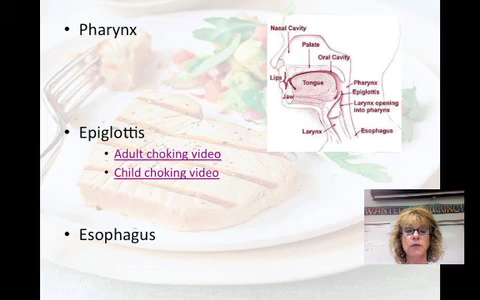 Pharynx
Epiglottis
Adult choking video
Child choking video
Esophagus
Nasal Cavity
Palate
Oral Cavity
Lips
Tongue
Jaw
Pharynx
Epiglottis
Larynx opening
into pharynx
Larynx
Esophagus